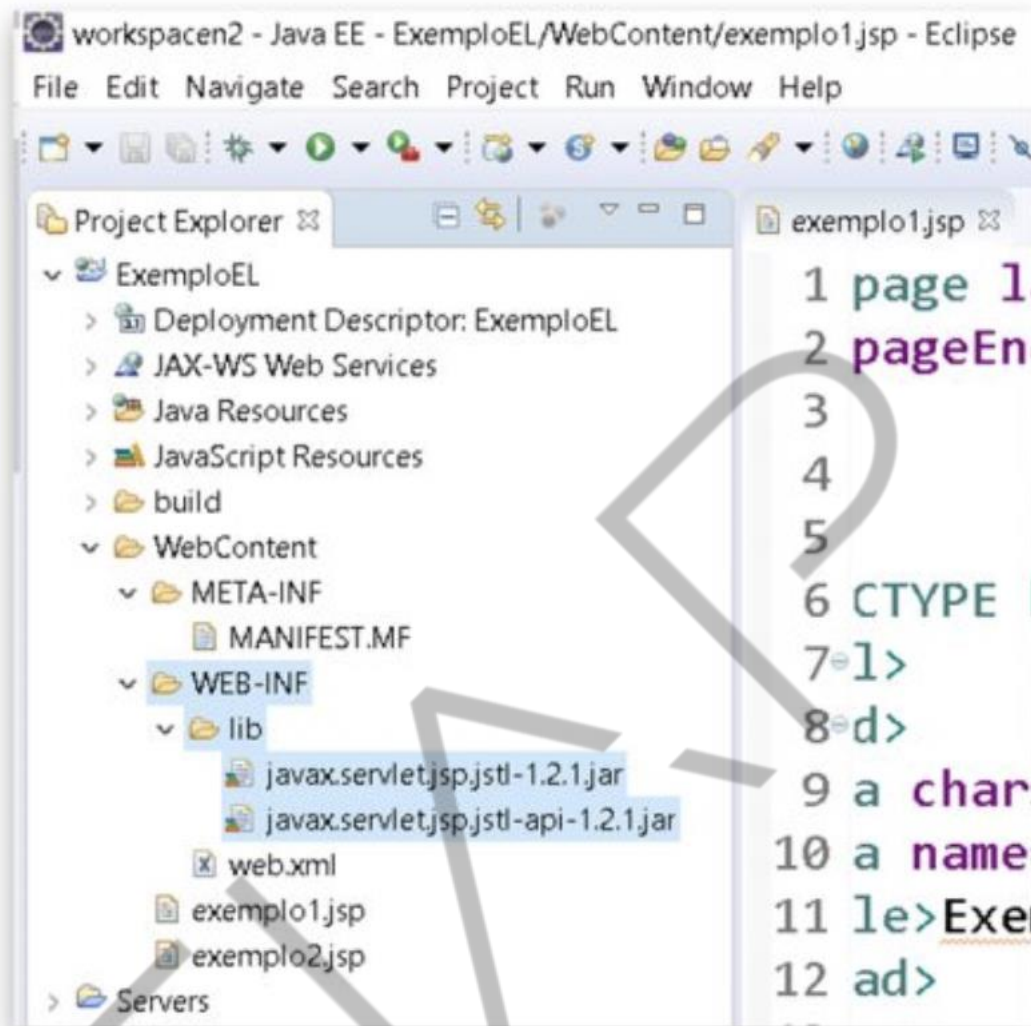 workspacen2 - Java EE - ExemploEL/WebContent/exemplo1.jsp - Eclipse
File Edit Navigate Search Project Run Window Help
Project Explorer
ExemploEL
Deployment Descriptor: ExemploEL
JAX-WS Web Services
Java Resources
JavaScript Resources
build
WebContent
META-INF
MANIFEST.MF
WEB-INF
lib
javax.servlet.jsp.jstl-1.2.1.jar
javax.servlet.jsp.jstl-api-1.2.1.jar
web.xml
exemplo1.jsp
exemplo2.jsp
Servers
exemplo1.jsp
1 page l
2 pageEn
3
4
5
6 CTYPE
7 l>
8 d>
9 a char
10 a name
11 le>Exe
12 ad>